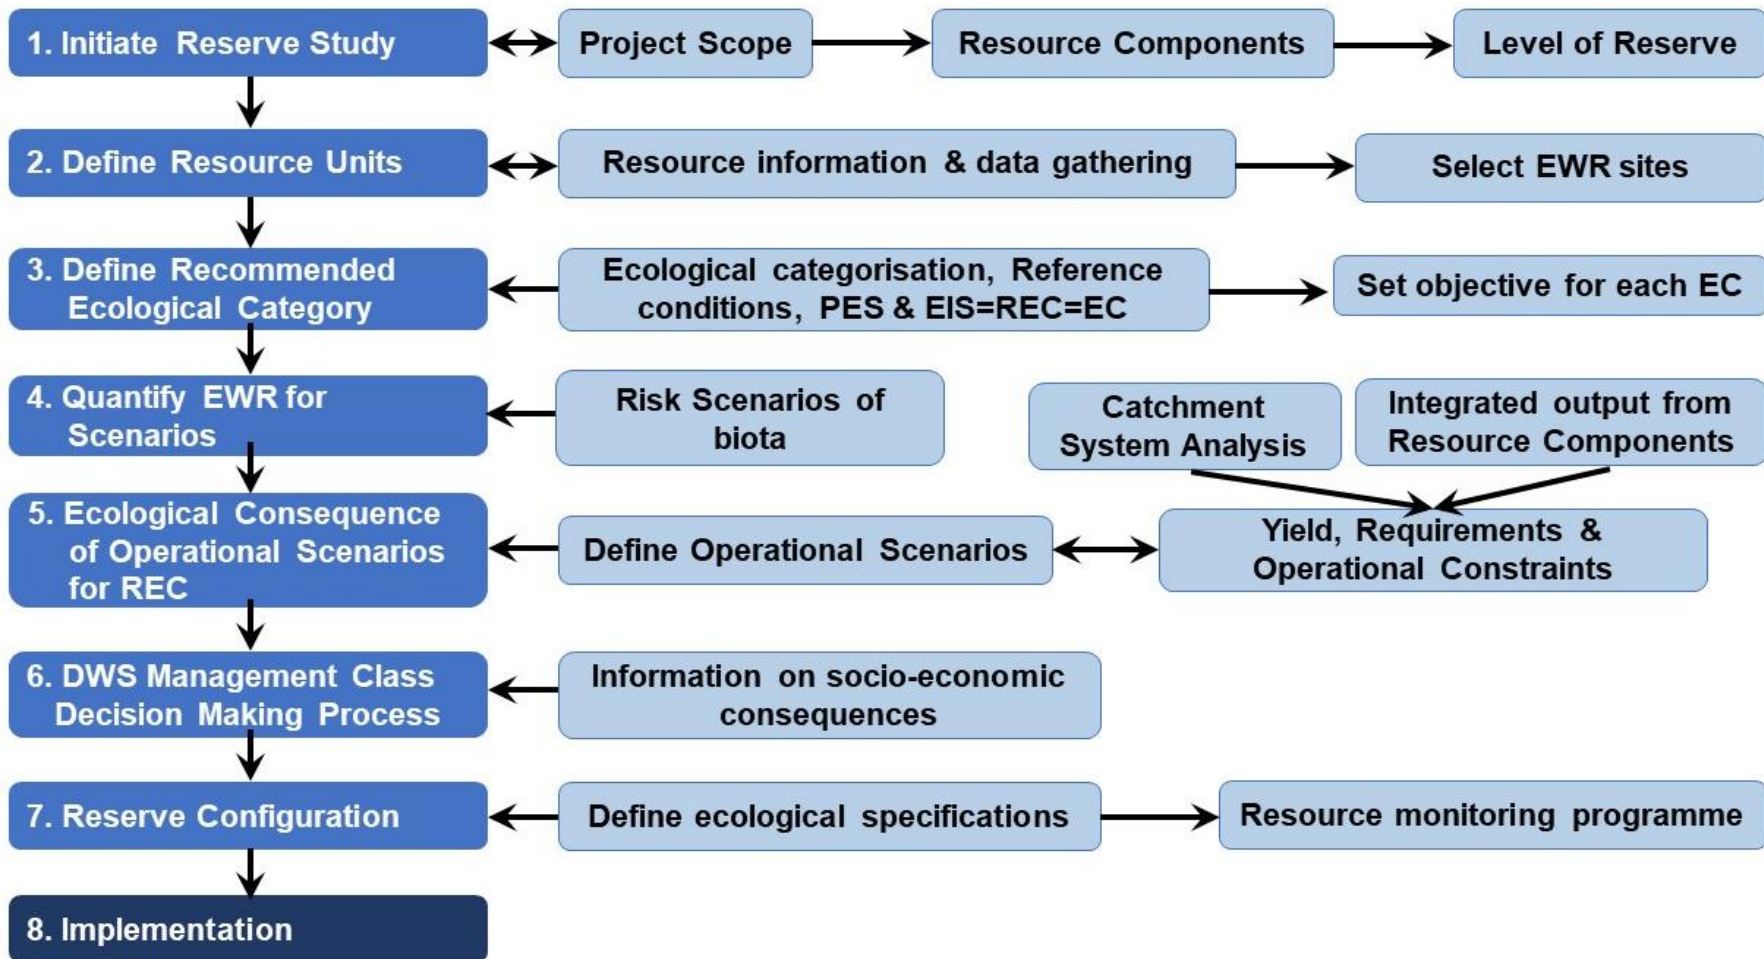 1. Initiate Reserve Study
Project Scope
Resource Components
Level of Reserve
2. Define Resource Units
Resource information & data gathering
Select EWR sites
3. Define Recommended
Ecological Category
Ecological categorisation, Reference
conditions, PES & EIS=REC=EC
Set objective for each EC
4. Quantify EWR for
Scenarios
Risk Scenarios of
biota
Catchment
System Analysis
Integrated output from
Resource Components
5. Ecological Consequence
of Operational Scenarios
for REC
Define Operational Scenarios
Yield, Requirements &
Operational Constraints
6. DWS Management Class
Decision Making Process
Information on socio-economic
consequences
7. Reserve Configuration
Define ecological specifications
Resource monitoring programme
8. Implementation